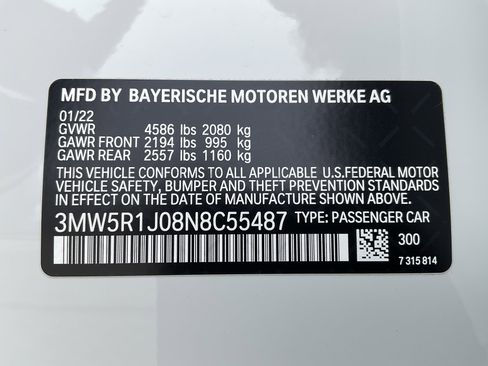 MFD BY BAYERISCHE MOTOREN WERKE AG
01/22
GVWR 4586 lbs 2080 kg
GAWR FRONT 2194 lbs 995 kg
GAWR REAR 2557 lbs 1160 kg
THIS VEHICLE CONFORMS TO ALL APPLICABLE U.S.FEDERAL MOTOR
VEHICLE SAFETY, BUMPER AND THEFT PREVENTION STANDARDS
IN EFFECT ON THE DATE OF MANUFACTURE SHOWN ABOVE.
3MW5R1J08N8C55487 TYPE: PASSENGER CAR
300
7 315 814